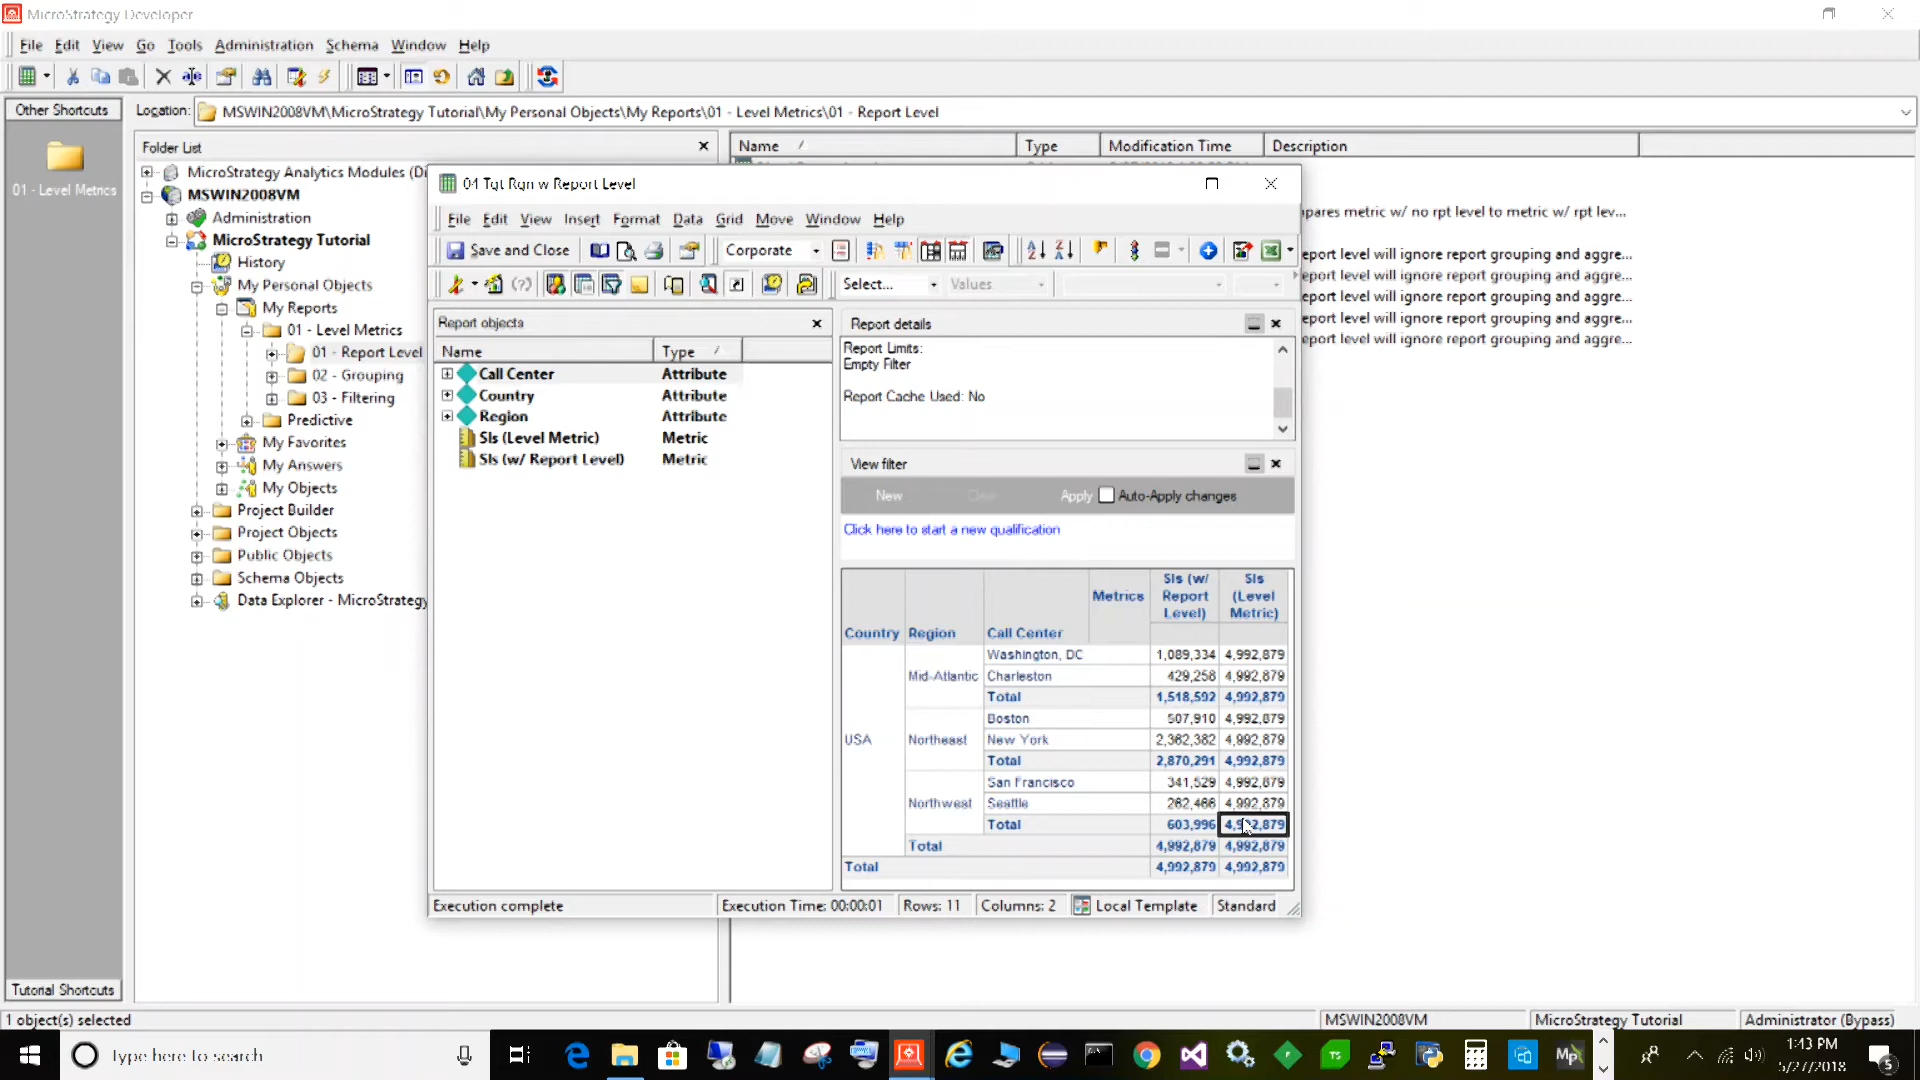 MicroStrategy Developer
File Edit View Go Tools Administration Schema Window Help
Other Shortcuts
Location: MSWIN2008VM\MicroStrategy Tutorial\My Personal Objects\My Reports\01 - Level Metrics\01 - Report Level
Folder List
Name Type Modification Time Description
01 - Level Metrics
MicroStrategy Analytics Modules (Di
MSWIN2008VM
Administration
MicroStrategy Tutorial
History
My Personal Objects
My Reports
01 - Level Metrics
01 - Report Level
02 - Grouping
03 - Filtering
Predictive
My Favorites
My Answers
My Objects
Project Builder
Project Objects
Public Objects
Schema Objects
Data Explorer - MicroStrategy
npares metric w/ no rpt level to metric w/ rpt lev...
eport level will ignore report grouping and aggre...
eport level will ignore report grouping and aggre...
eport level will ignore report grouping and aggre...
eport level will ignore report grouping and aggre...
eport level will ignore report grouping and aggre...
04 Tgt Rgn w Report Level
File Edit View Insert Format Data Grid Move Window Help
Save and Close Corporate
Select... Values
Report objects
Name Type
Call Center Attribute
Country Attribute
Region Attribute
Sls (Level Metric) Metric
Sls (w/ Report Level) Metric
Report details
Report Limits:
Empty Filter
Report Cache Used: No
View filter
New Clear Apply Auto-Apply changes
Click here to start a new qualification
Metrics Sls (w/ Report Level) Sls (Level Metric)
Country Region Call Center
Washington, DC 1,089,334 4,992,879
Mid-Atlantic Charleston 429,258 4,992,879
Total 1,518,592 4,992,879
Boston 507,910 4,992,879
USA Northeast New York 2,362,382 4,992,879
Total 2,870,291 4,992,879
San Francisco 341,529 4,992,879
Northwest Seattle 262,466 4,992,879
Total 603,996 4,992,879
Total 4,992,879 4,992,879
Total 4,992,879 4,992,879
Execution complete Execution Time: 00:00:01 Rows: 11 Columns: 2 Local Template Standard
Tutorial Shortcuts
1 object(s) selected MSWIN2008VM MicroStrategy Tutorial Administrator (Bypass)
Type here to search
1:43 PM
5/27/2018
5